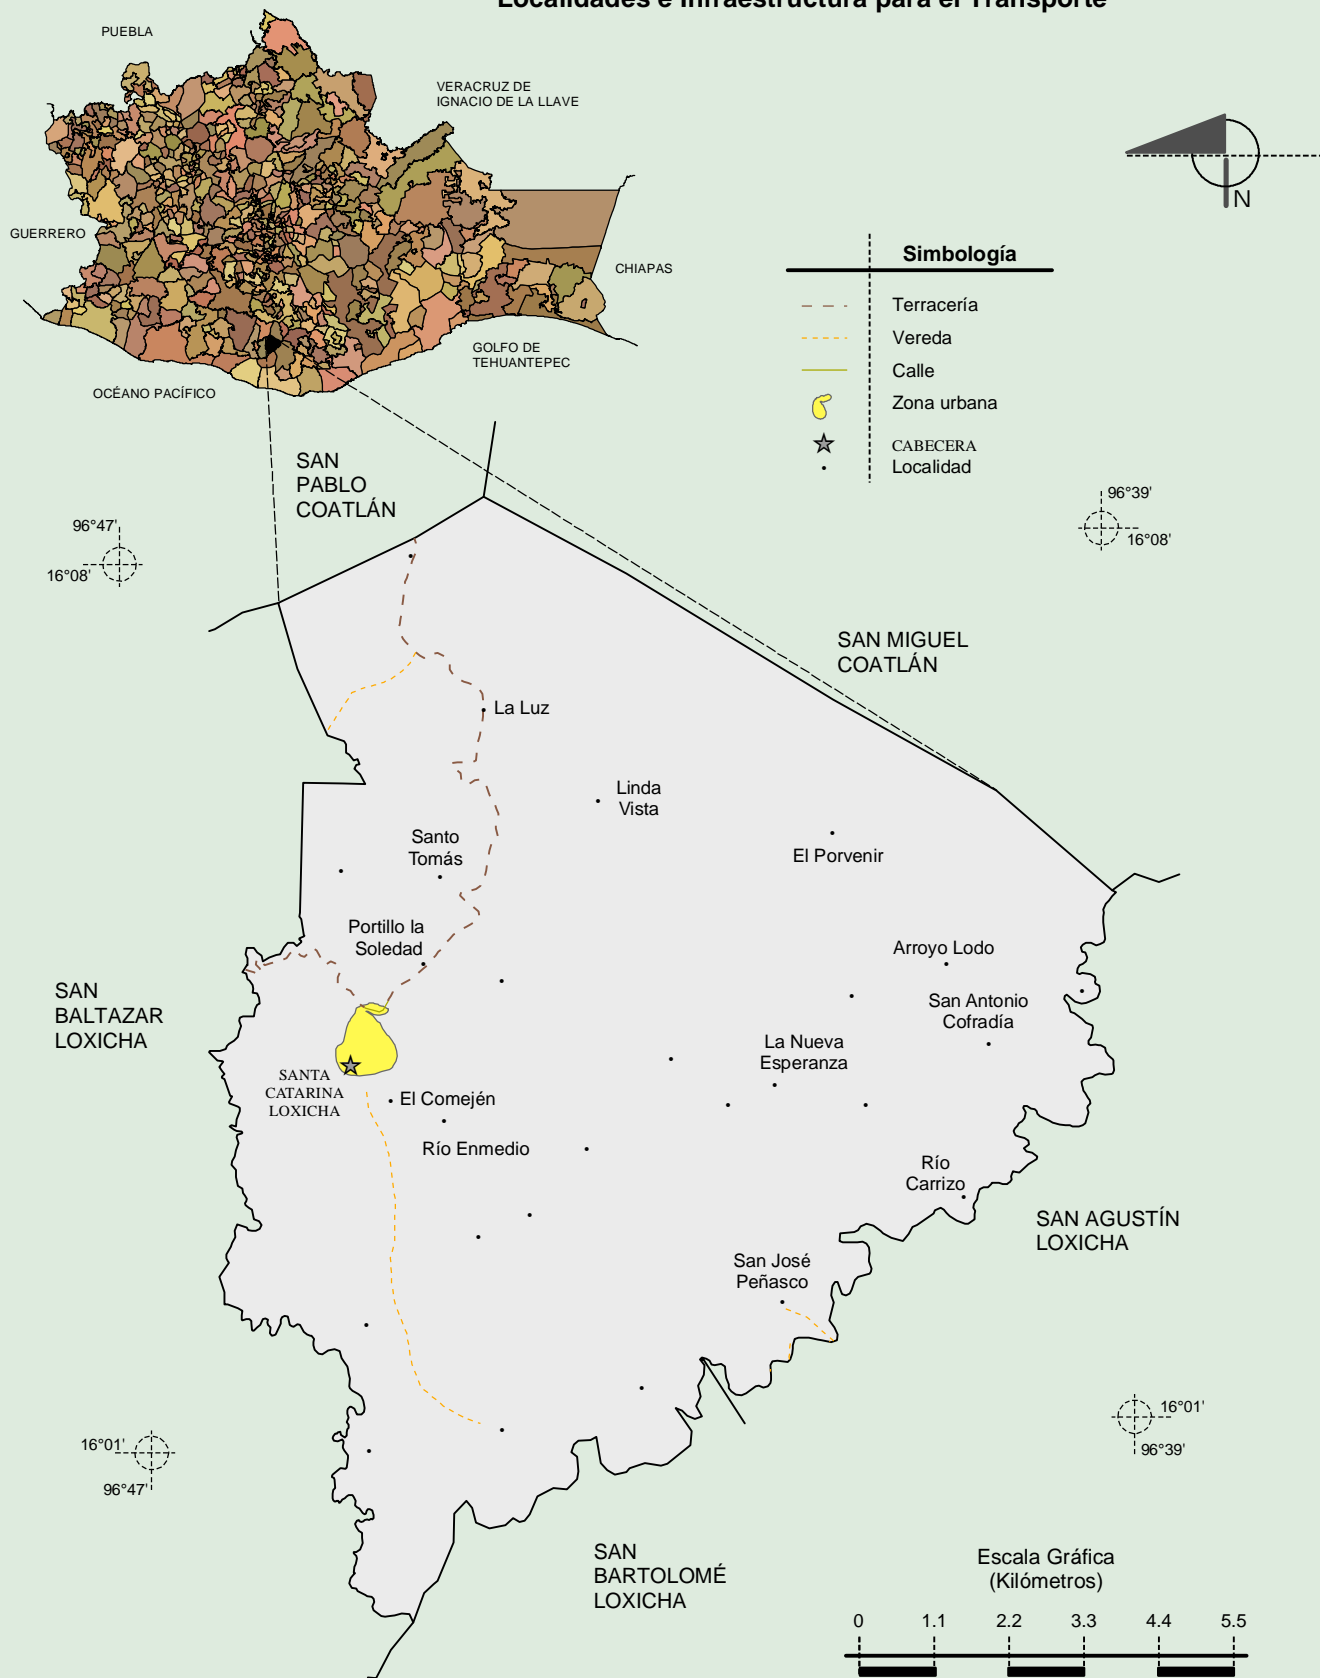 Localidades e Infraestructura para el Transporte
PUEBLA
VERACRUZ DE
IGNACIO DE LA LLAVE
GUERRERO
CHIAPAS
GOLFO DE
TEHUANTEPEC
OCÉANO PACÍFICO
N
Simbología
Terracería
Vereda
Calle
Zona urbana
CABECERA
Localidad
SAN
PABLO
COATLÁN
96°47'
16°08'
96°39'
16°08'
SAN MIGUEL
COATLÁN
La Luz
Linda
Vista
Santo
Tomás
El Porvenir
Portillo la
Soledad
Arroyo Lodo
SAN
BALTAZAR
LOXICHA
San Antonio
Cofradía
La Nueva
Esperanza
SANTA
CATARINA
LOXICHA
El Comején
Río Enmedio
Río
Carrizo
SAN AGUSTÍN
LOXICHA
San José
Peñasco
16°01'
96°47'
16°01'
96°39'
SAN
BARTOLOMÉ
LOXICHA
Escala Gráfica
(Kilómetros)
0 1.1 2.2 3.3 4.4 5.5